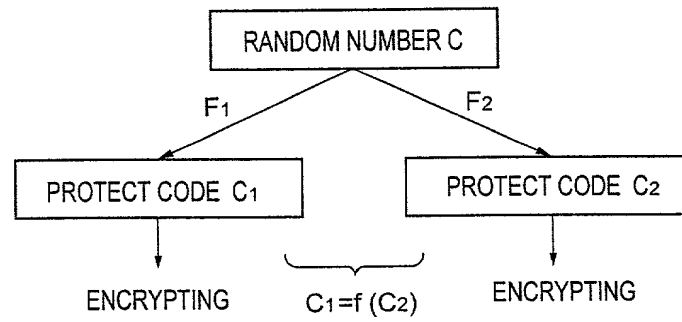 RANDOM NUMBER C
F1
F2
PROTECT CODE C1
PROTECT CODE C2
ENCRYPTING
C1=f (C2)
ENCRYPTING